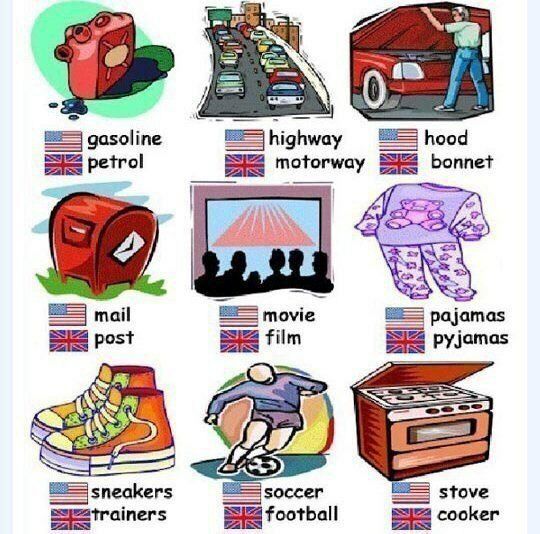 gasoline
petrol
highway
motorway
hood
bonnet
mail
post
movie
film
pajamas
pyjamas
sneakers
trainers
soccer
football
stove
cooker